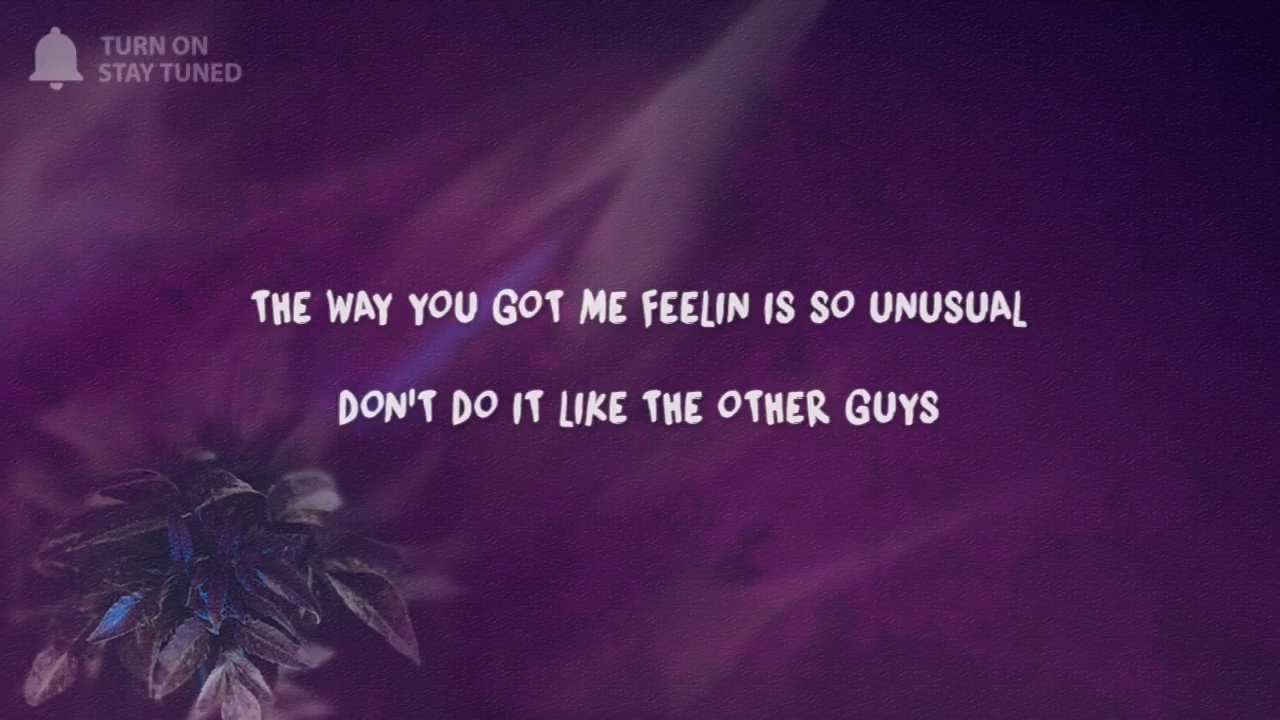 TURN ON
STAY TUNED
THE WAY YOU GOT ME FEELIN IS SO UNUSUAL
DON'T DO IT LIKE THE OTHER GUYS